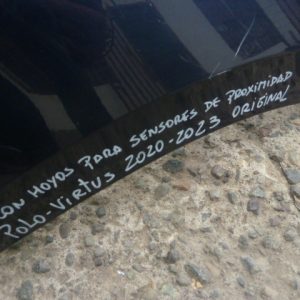 CON HOYOS PARA SENSORES DE PROXIMIDAD
POLO-VIRTUS 2020-2023 ORIGINAL